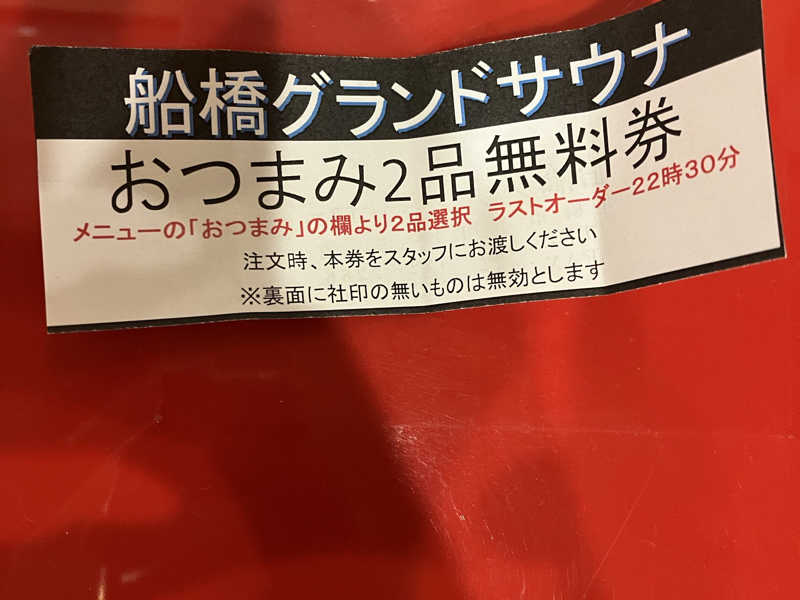 船橋グランドサウナ
おつまみ2品無料券
メニューの「おつまみ」の欄より2品選択　ラストオーダー22時30分
注文時、本券をスタッフにお渡しください
※裏面に社印の無いものは無効とします